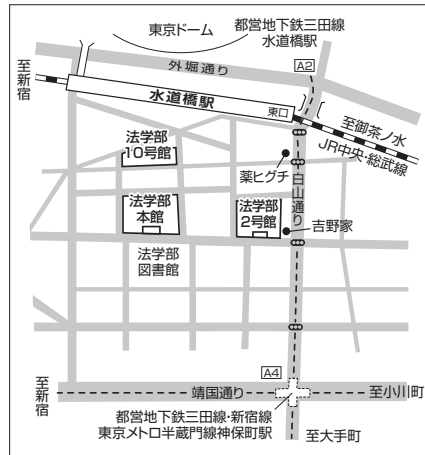 東京ドーム
都営地下鉄三田線
水道橋駅
外堀通り
A2
至新宿
水道橋駅
東口
至御茶ノ水
JR中央・総武線
法学部
10号館
薬ヒグチ
白山通り
法学部
本館
法学部
2号館
吉野家
法学部
図書館
A4
至新宿
靖国通り
至小川町
都営地下鉄三田線・新宿線
東京メトロ半蔵門線神保町駅
至大手町